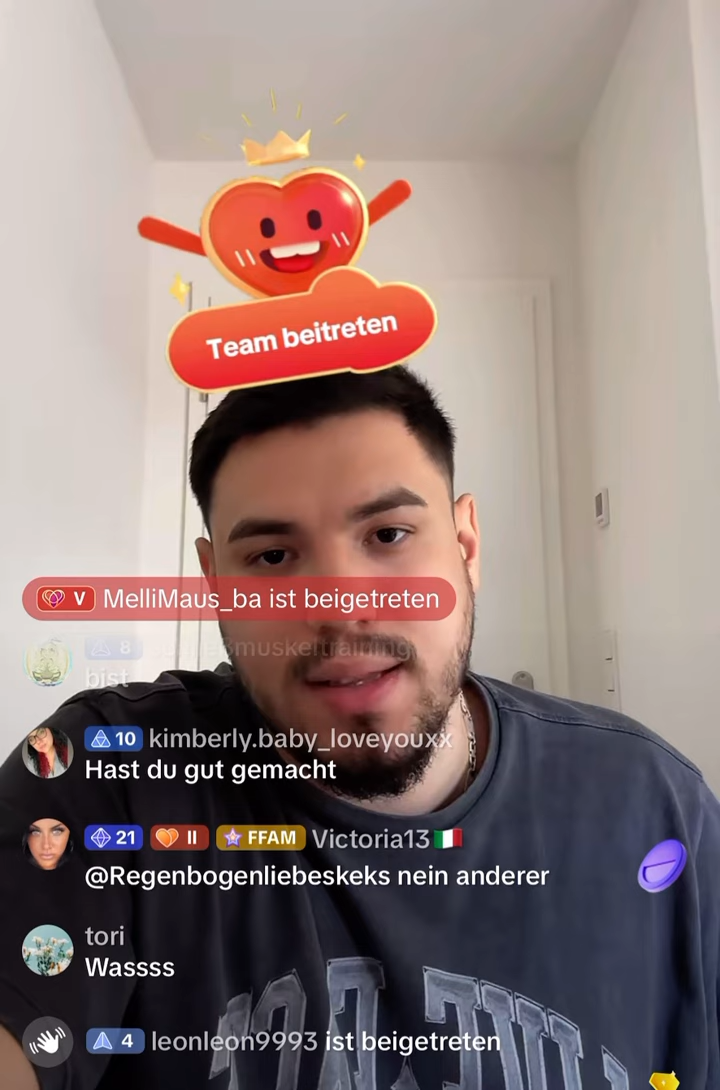 Team beitreten
V MelliMaus_ba ist beigetreten
8
bist
10 kimberly.baby_loveyouxx
Hast du gut gemacht
21 II FFAM Victoria13
@Regenbogenliebeskeks nein anderer
tori
Wassss
4 leonleon9993 ist beigetreten